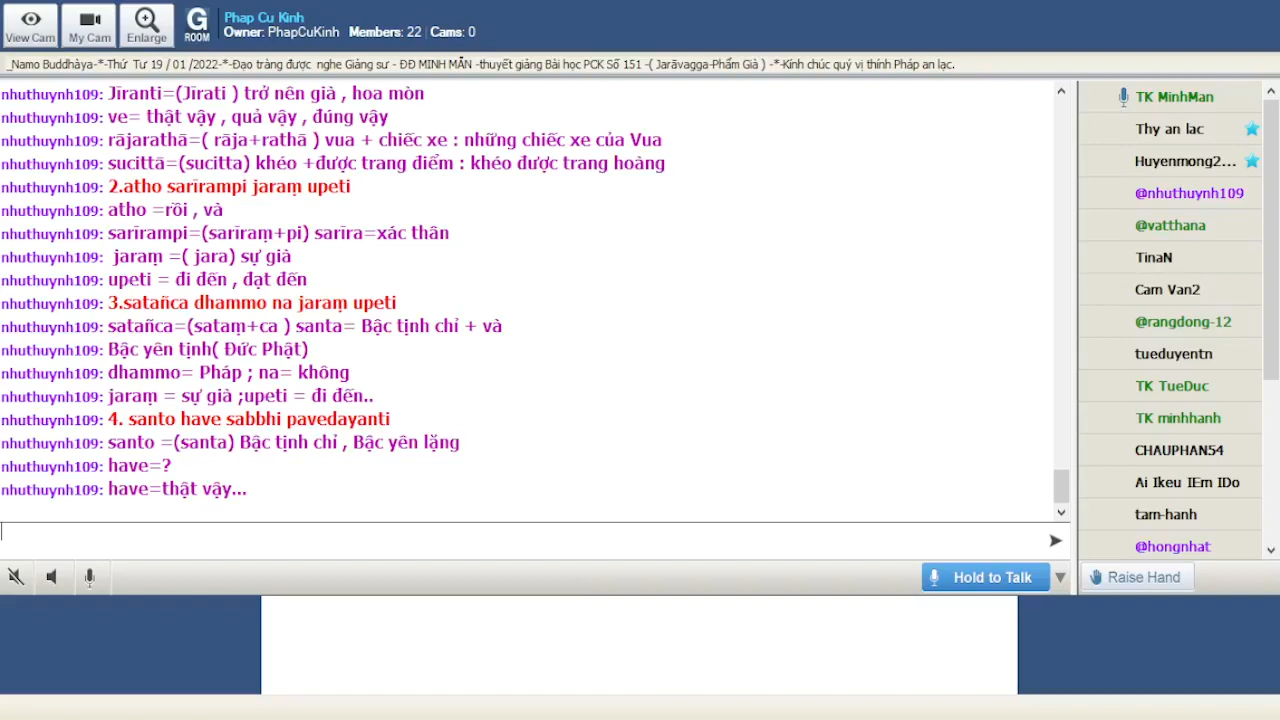 View Cam
My Cam
Enlarge
G
ROOM
Phap Cu Kinh
Owner: PhapCuKinh Members: 22 Cams: 0
_Namo Buddhàya-*-Thứ Tư 19 / 01 /2022-*-Đạo tràng được nghe Giảng sư - ĐĐ MINH MẪN -thuyết giảng Bài học PCK Số 151 -( Jarāvagga-Phẩm Già ) -*-Kính chúc quý vị thính Pháp an lạc.
nhuthuynh109: Jīranti=(Jīrati ) trở nên già , hoa mòn
nhuthuynh109: ve= thật vậy , quả vậy , đúng vậy
nhuthuynh109: rājarathā=( rāja+rathā ) vua + chiếc xe : những chiếc xe của Vua
nhuthuynh109: sucittā=(sucitta) khéo +được trang điểm : khéo được trang hoàng
nhuthuynh109: 2.atho sarīrampi jaraṃ upeti
nhuthuynh109: atho =rồi , và
nhuthuynh109: sarīrampi=(sarīraṃ+pi) sarīra=xác thân
nhuthuynh109: jaraṃ =( jara) sự già
nhuthuynh109: upeti = đi đến , đạt đến
nhuthuynh109: 3.satañca dhammo na jaraṃ upeti
nhuthuynh109: satañca=(sataṃ+ca ) santa= Bậc tịnh chỉ + và
nhuthuynh109: Bậc yên tịnh( Đức Phật)
nhuthuynh109: dhammo= Pháp ; na= không
nhuthuynh109: jaraṃ = sự già ;upeti = đi đến..
nhuthuynh109: 4. santo have sabbhi pavedayanti
nhuthuynh109: santo =(santa) Bậc tịnh chỉ , Bậc yên lặng
nhuthuynh109: have=?
nhuthuynh109: have=thật vậy...
TK MinhMan
Thy an lac
Huyenmong2...
@nhuthuynh109
@vatthana
TinaN
Cam Van2
@rangdong-12
tueduyentn
TK TueDuc
TK minhhanh
CHAUPHAN54
Ai Ikeu IEm IDo
tam-hanh
@hongnhat
Hold to Talk
Raise Hand